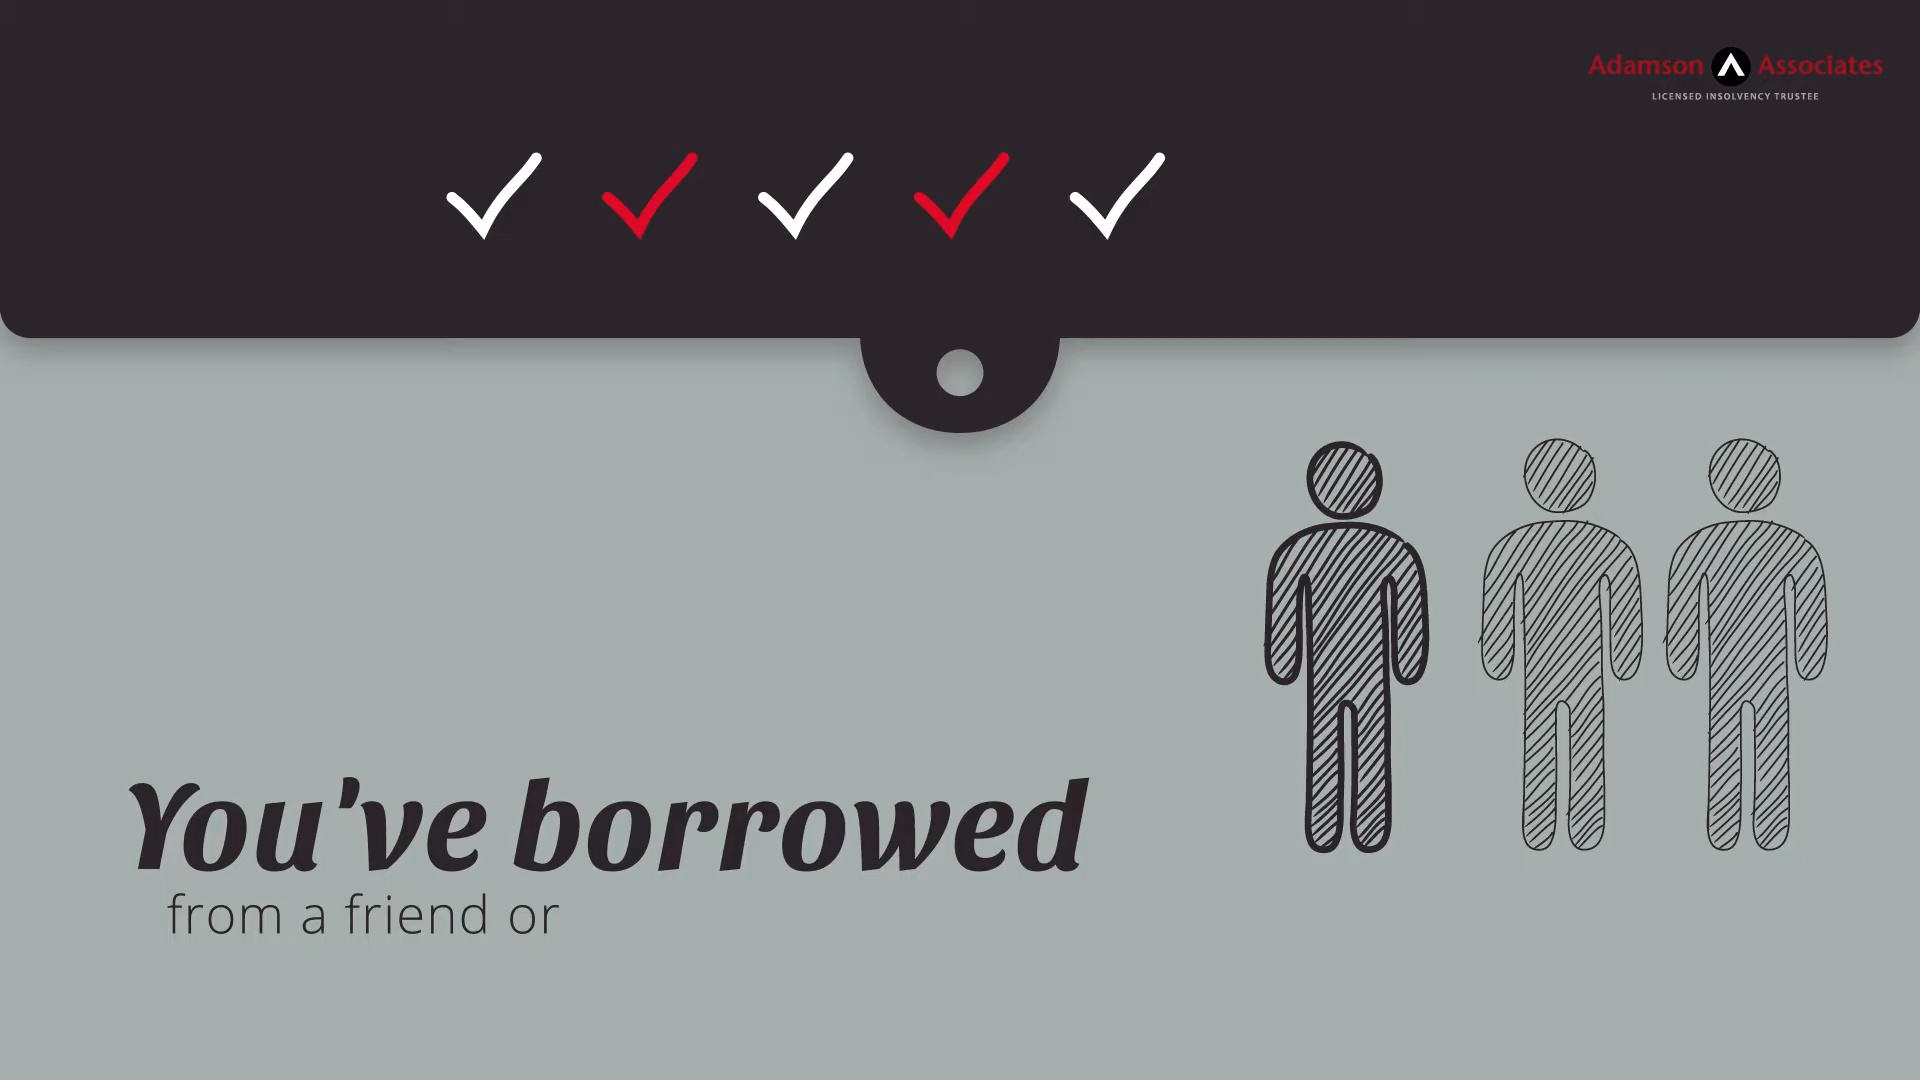 Adamson Associates
LICENSED INSOLVENCY TRUSTEE
You've borrowed
from a friend or